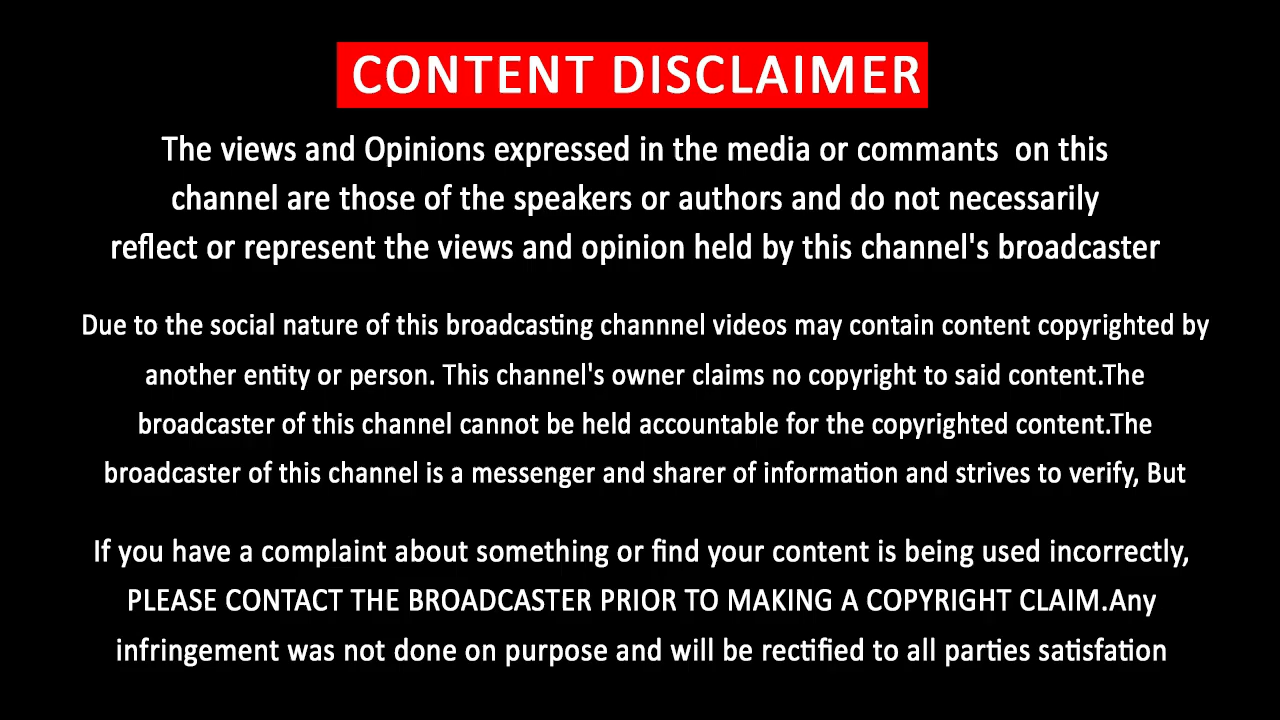 CONTENT DISCLAIMER
The views and Opinions expressed in the media or commants on this
channel are those of the speakers or authors and do not necessarily
reflect or represent the views and opinion held by this channel's broadcaster
Due to the social nature of this broadcasting channnel videos may contain content copyrighted by
another entity or person. This channel's owner claims no copyright to said content.The
broadcaster of this channel cannot be held accountable for the copyrighted content.The
broadcaster of this channel is a messenger and sharer of information and strives to verify, But
If you have a complaint about something or find your content is being used incorrectly,
PLEASE CONTACT THE BROADCASTER PRIOR TO MAKING A COPYRIGHT CLAIM.Any
infringement was not done on purpose and will be rectified to all parties satisfation